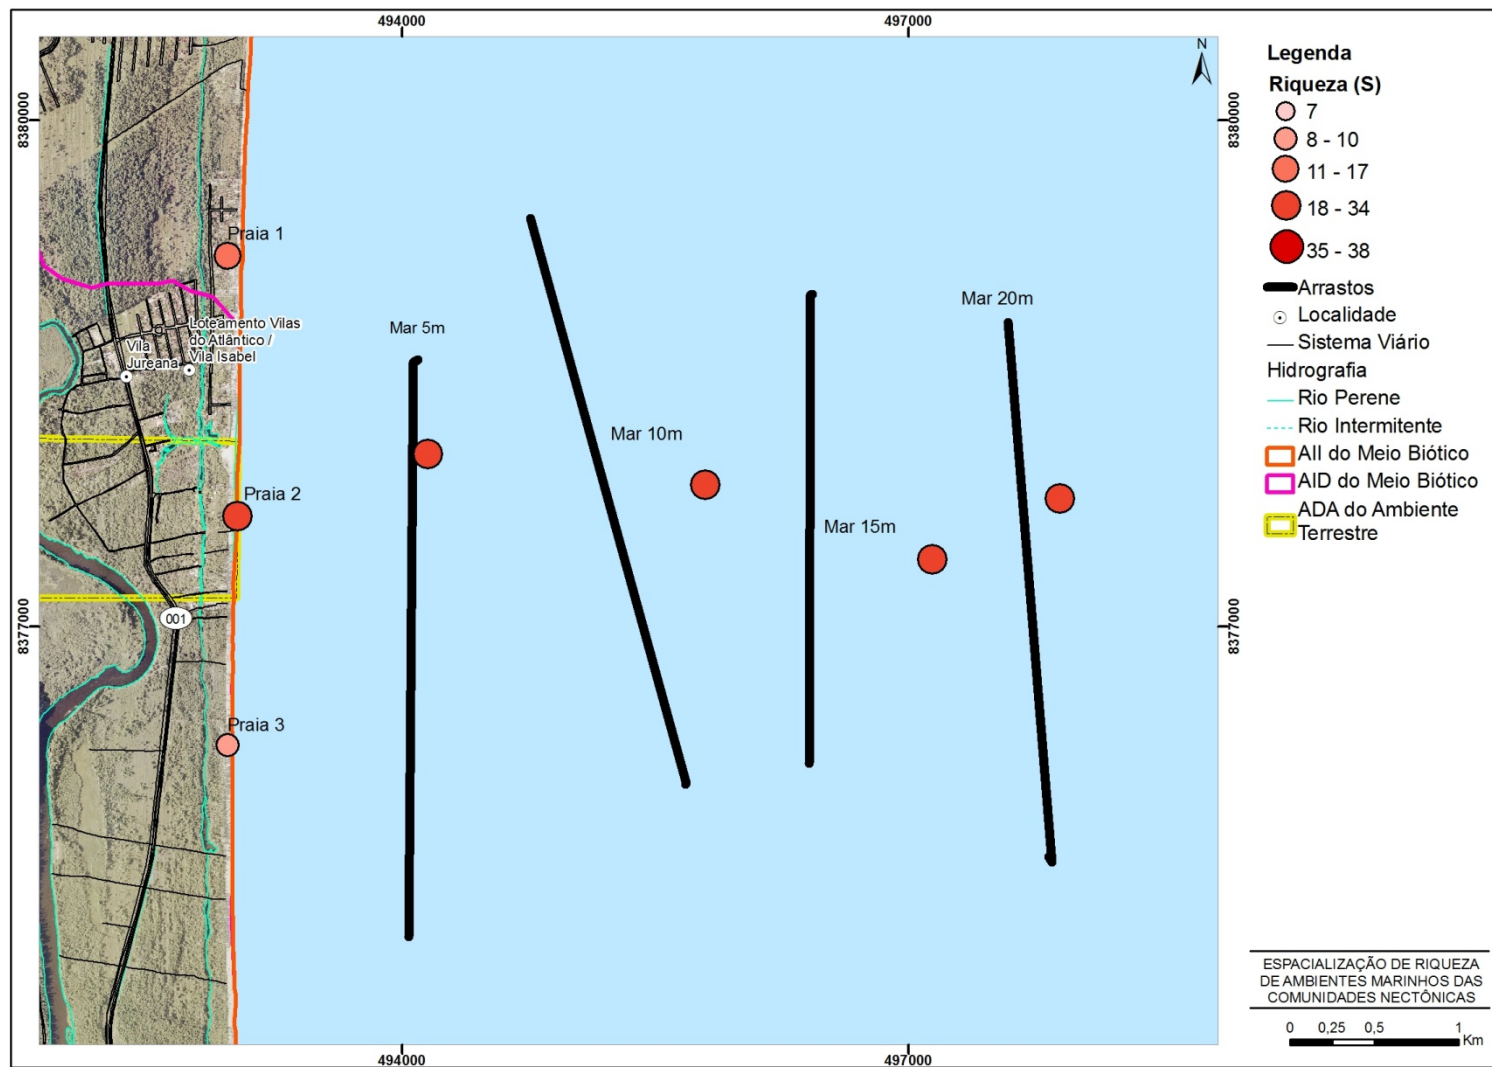 494000
497000
8380000
8380000
8377000
8377000
N
Praia 1
Loteamento Vilas
do Atlântico /
Vila Isabel
Vila
Jureana
Praia 2
001
Praia 3
Mar 5m
Mar 10m
Mar 15m
Mar 20m
494000
497000
Legenda
Riqueza (S)
7
8 - 10
11 - 17
18 - 34
35 - 38
Arrastos
Localidade
Sistema Viário
Hidrografia
Rio Perene
Rio Intermitente
AII do Meio Biótico
AID do Meio Biótico
ADA do Ambiente
Terrestre
ESPACIALIZAÇÃO DE RIQUEZA
DE AMBIENTES MARINHOS DAS
COMUNIDADES NECTÔNICAS
0 0,25 0,5 1
Km